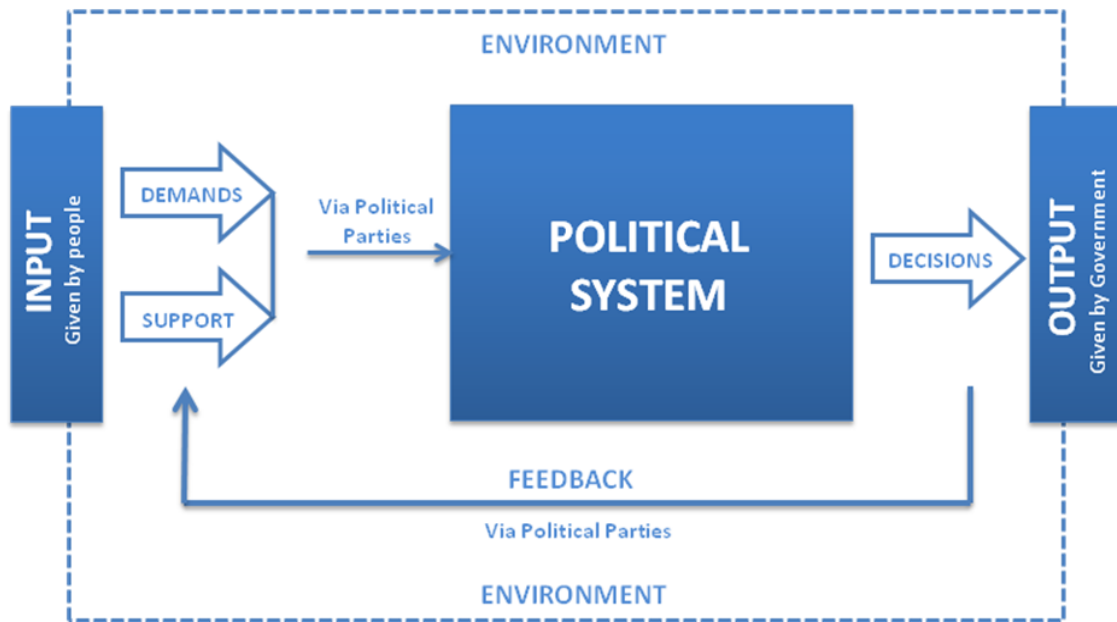 ENVIRONMENT
INPUT
Given by people
DEMANDS
SUPPORT
Via Political
Parties
POLITICAL
SYSTEM
DECISIONS
OUTPUT
Given by Government
FEEDBACK
Via Political Parties
ENVIRONMENT